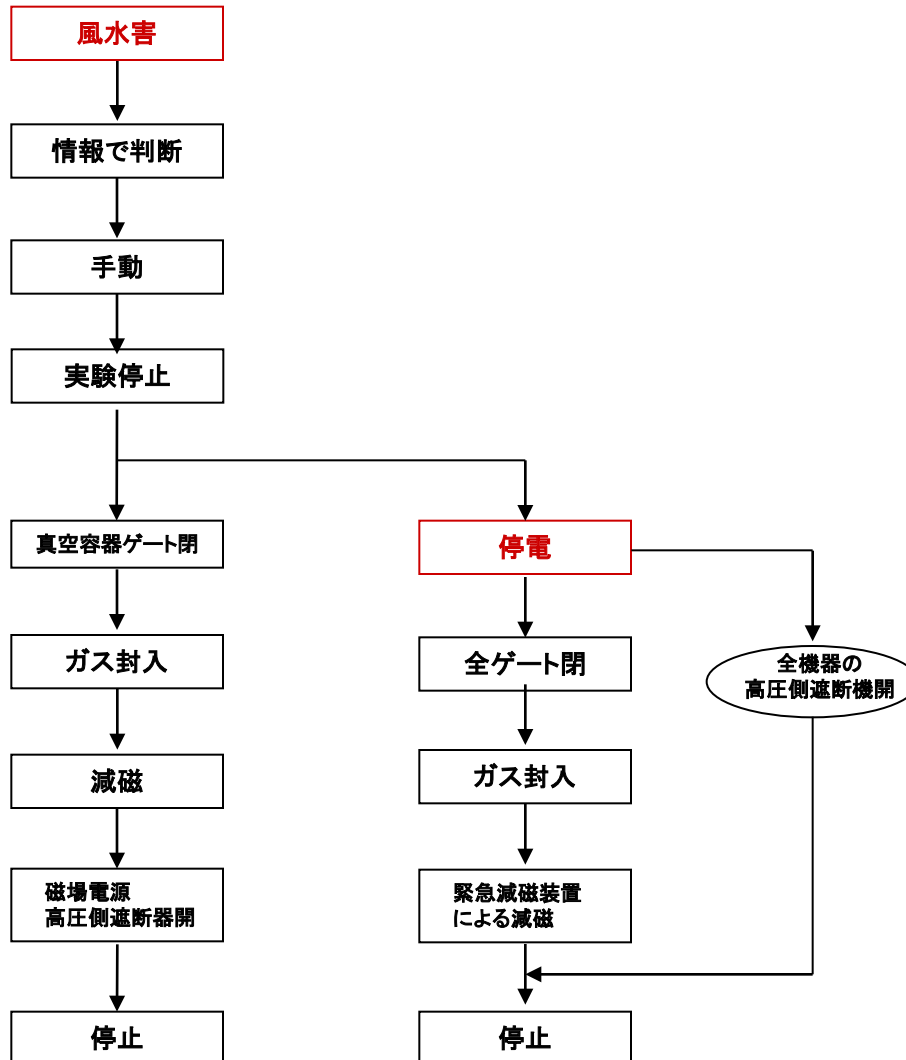 風水害
情報で判断
手動
実験停止
真空容器ゲート閉
ガス封入
減磁
磁場電源
高圧側遮断器開
停止
停電
全ゲート閉
ガス封入
緊急減磁装置
による減磁
停止
全機器の
高圧側遮断機開